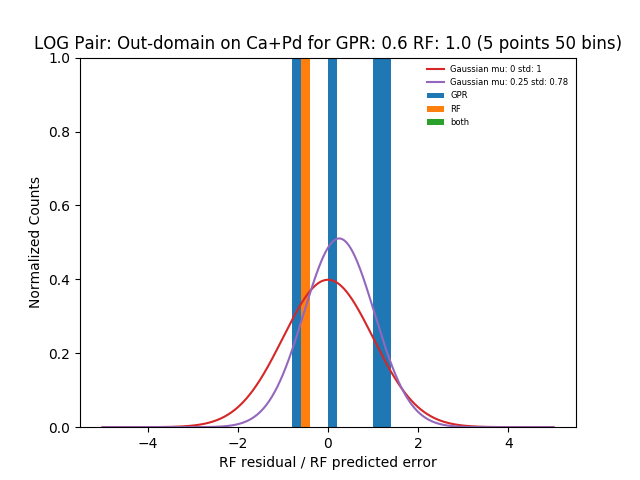 LOG Pair: Out-domain on Ca+Pd for GPR: 0.6 RF: 1.0 (5 points 50 bins)
1.0
0.8
0.6
0.4
0.2
0.0
Normalized Counts
Gaussian mu: 0 std: 1
Gaussian mu: 0.25 std: 0.78
GPR
RF
both
−4 −2 0 2 4
RF residual / RF predicted error